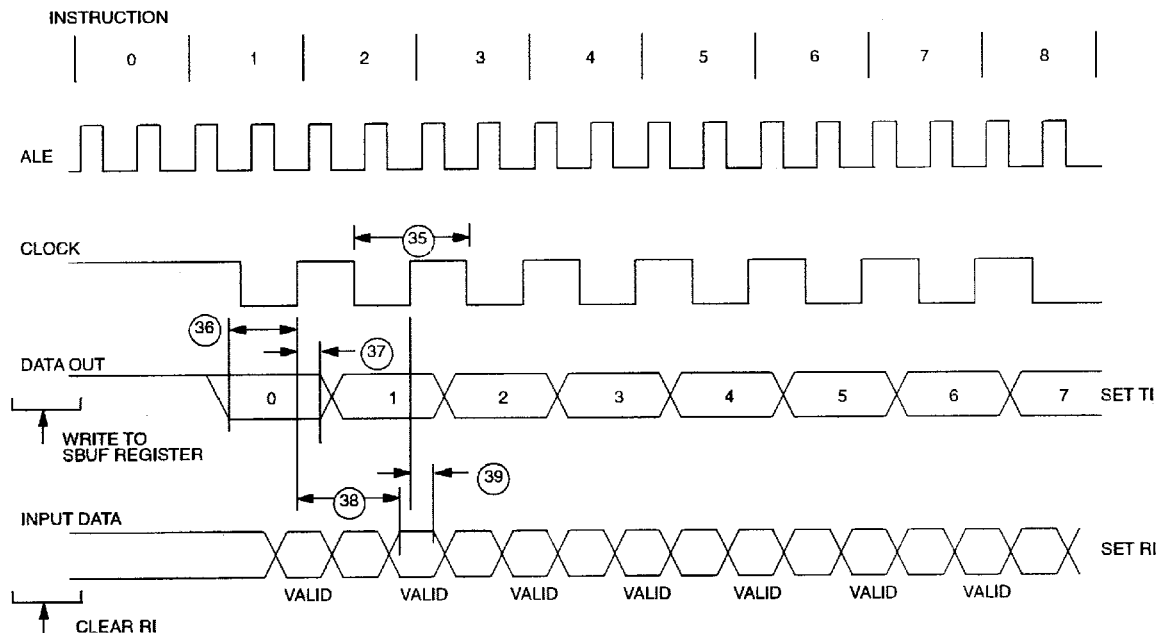 INSTRUCTION
0 1 2 3 4 5 6 7 8
ALE
CLOCK
35
36
37
DATA OUT
0 1 2 3 4 5 6 7
SET TI
WRITE TO
SBUF REGISTER
39
38
INPUT DATA
SET RI
VALID VALID VALID VALID VALID VALID VALID
CLEAR RI